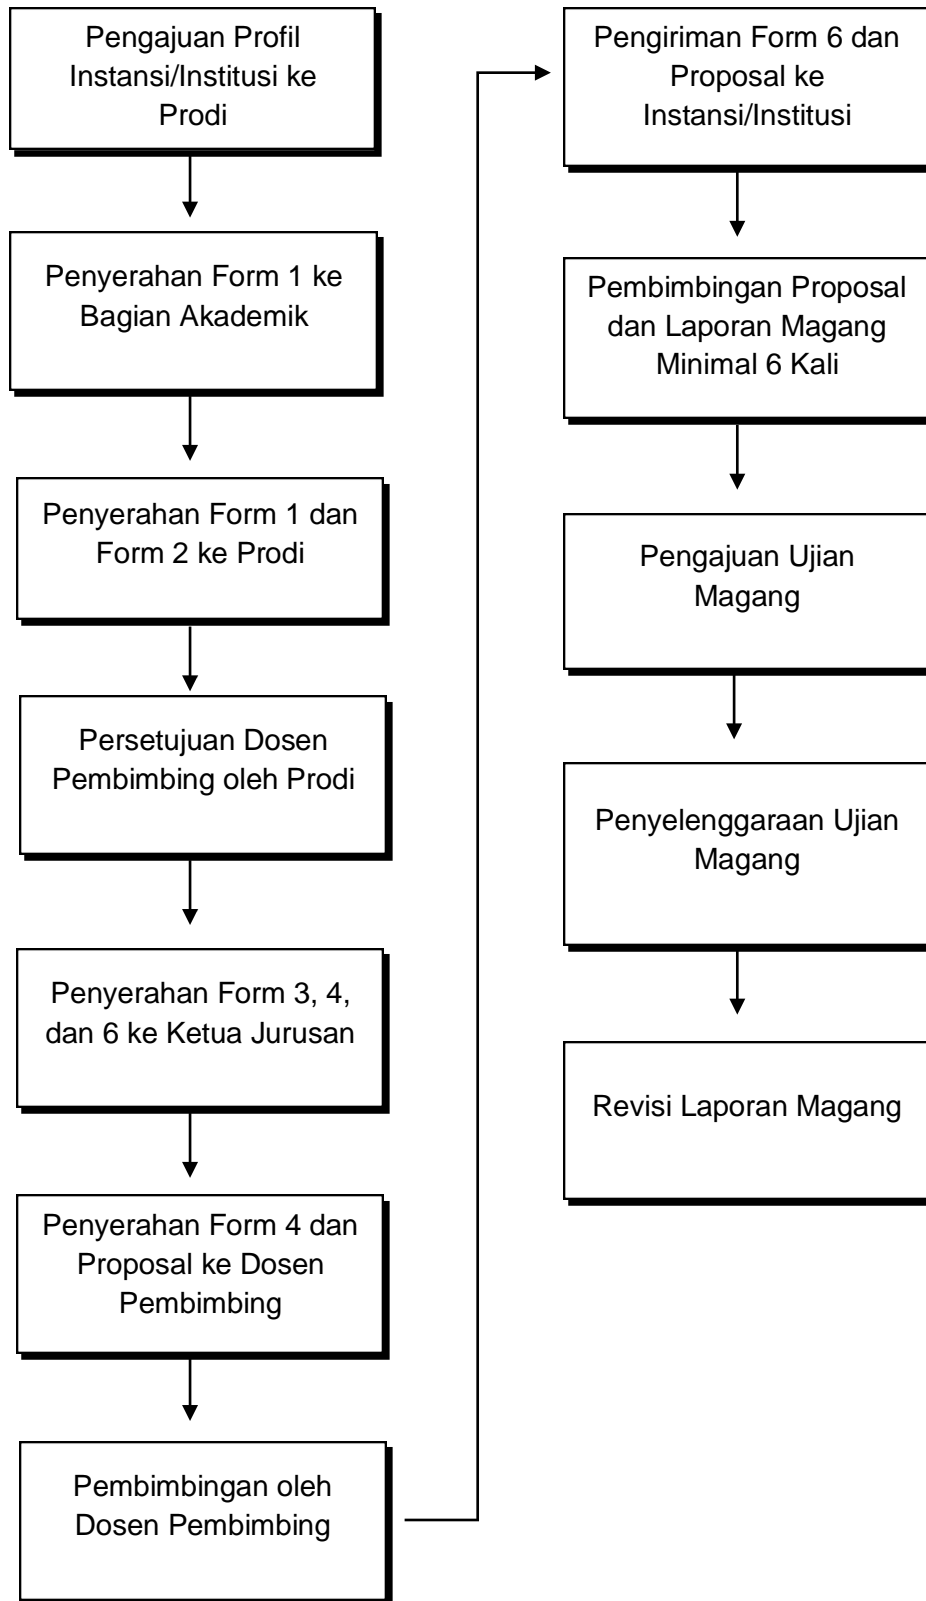 Pengajuan Profil
Instansi/Institusi ke
Prodi
Penyerahan Form 1 ke
Bagian Akademik
Penyerahan Form 1 dan
Form 2 ke Prodi
Persetujuan Dosen
Pembimbing oleh Prodi
Penyerahan Form 3, 4,
dan 6 ke Ketua Jurusan
Penyerahan Form 4 dan
Proposal ke Dosen
Pembimbing
Pembimbingan oleh
Dosen Pembimbing
Pengiriman Form 6 dan
Proposal ke
Instansi/Institusi
Pembimbingan Proposal
dan Laporan Magang
Minimal 6 Kali
Pengajuan Ujian
Magang
Penyelenggaraan Ujian
Magang
Revisi Laporan Magang